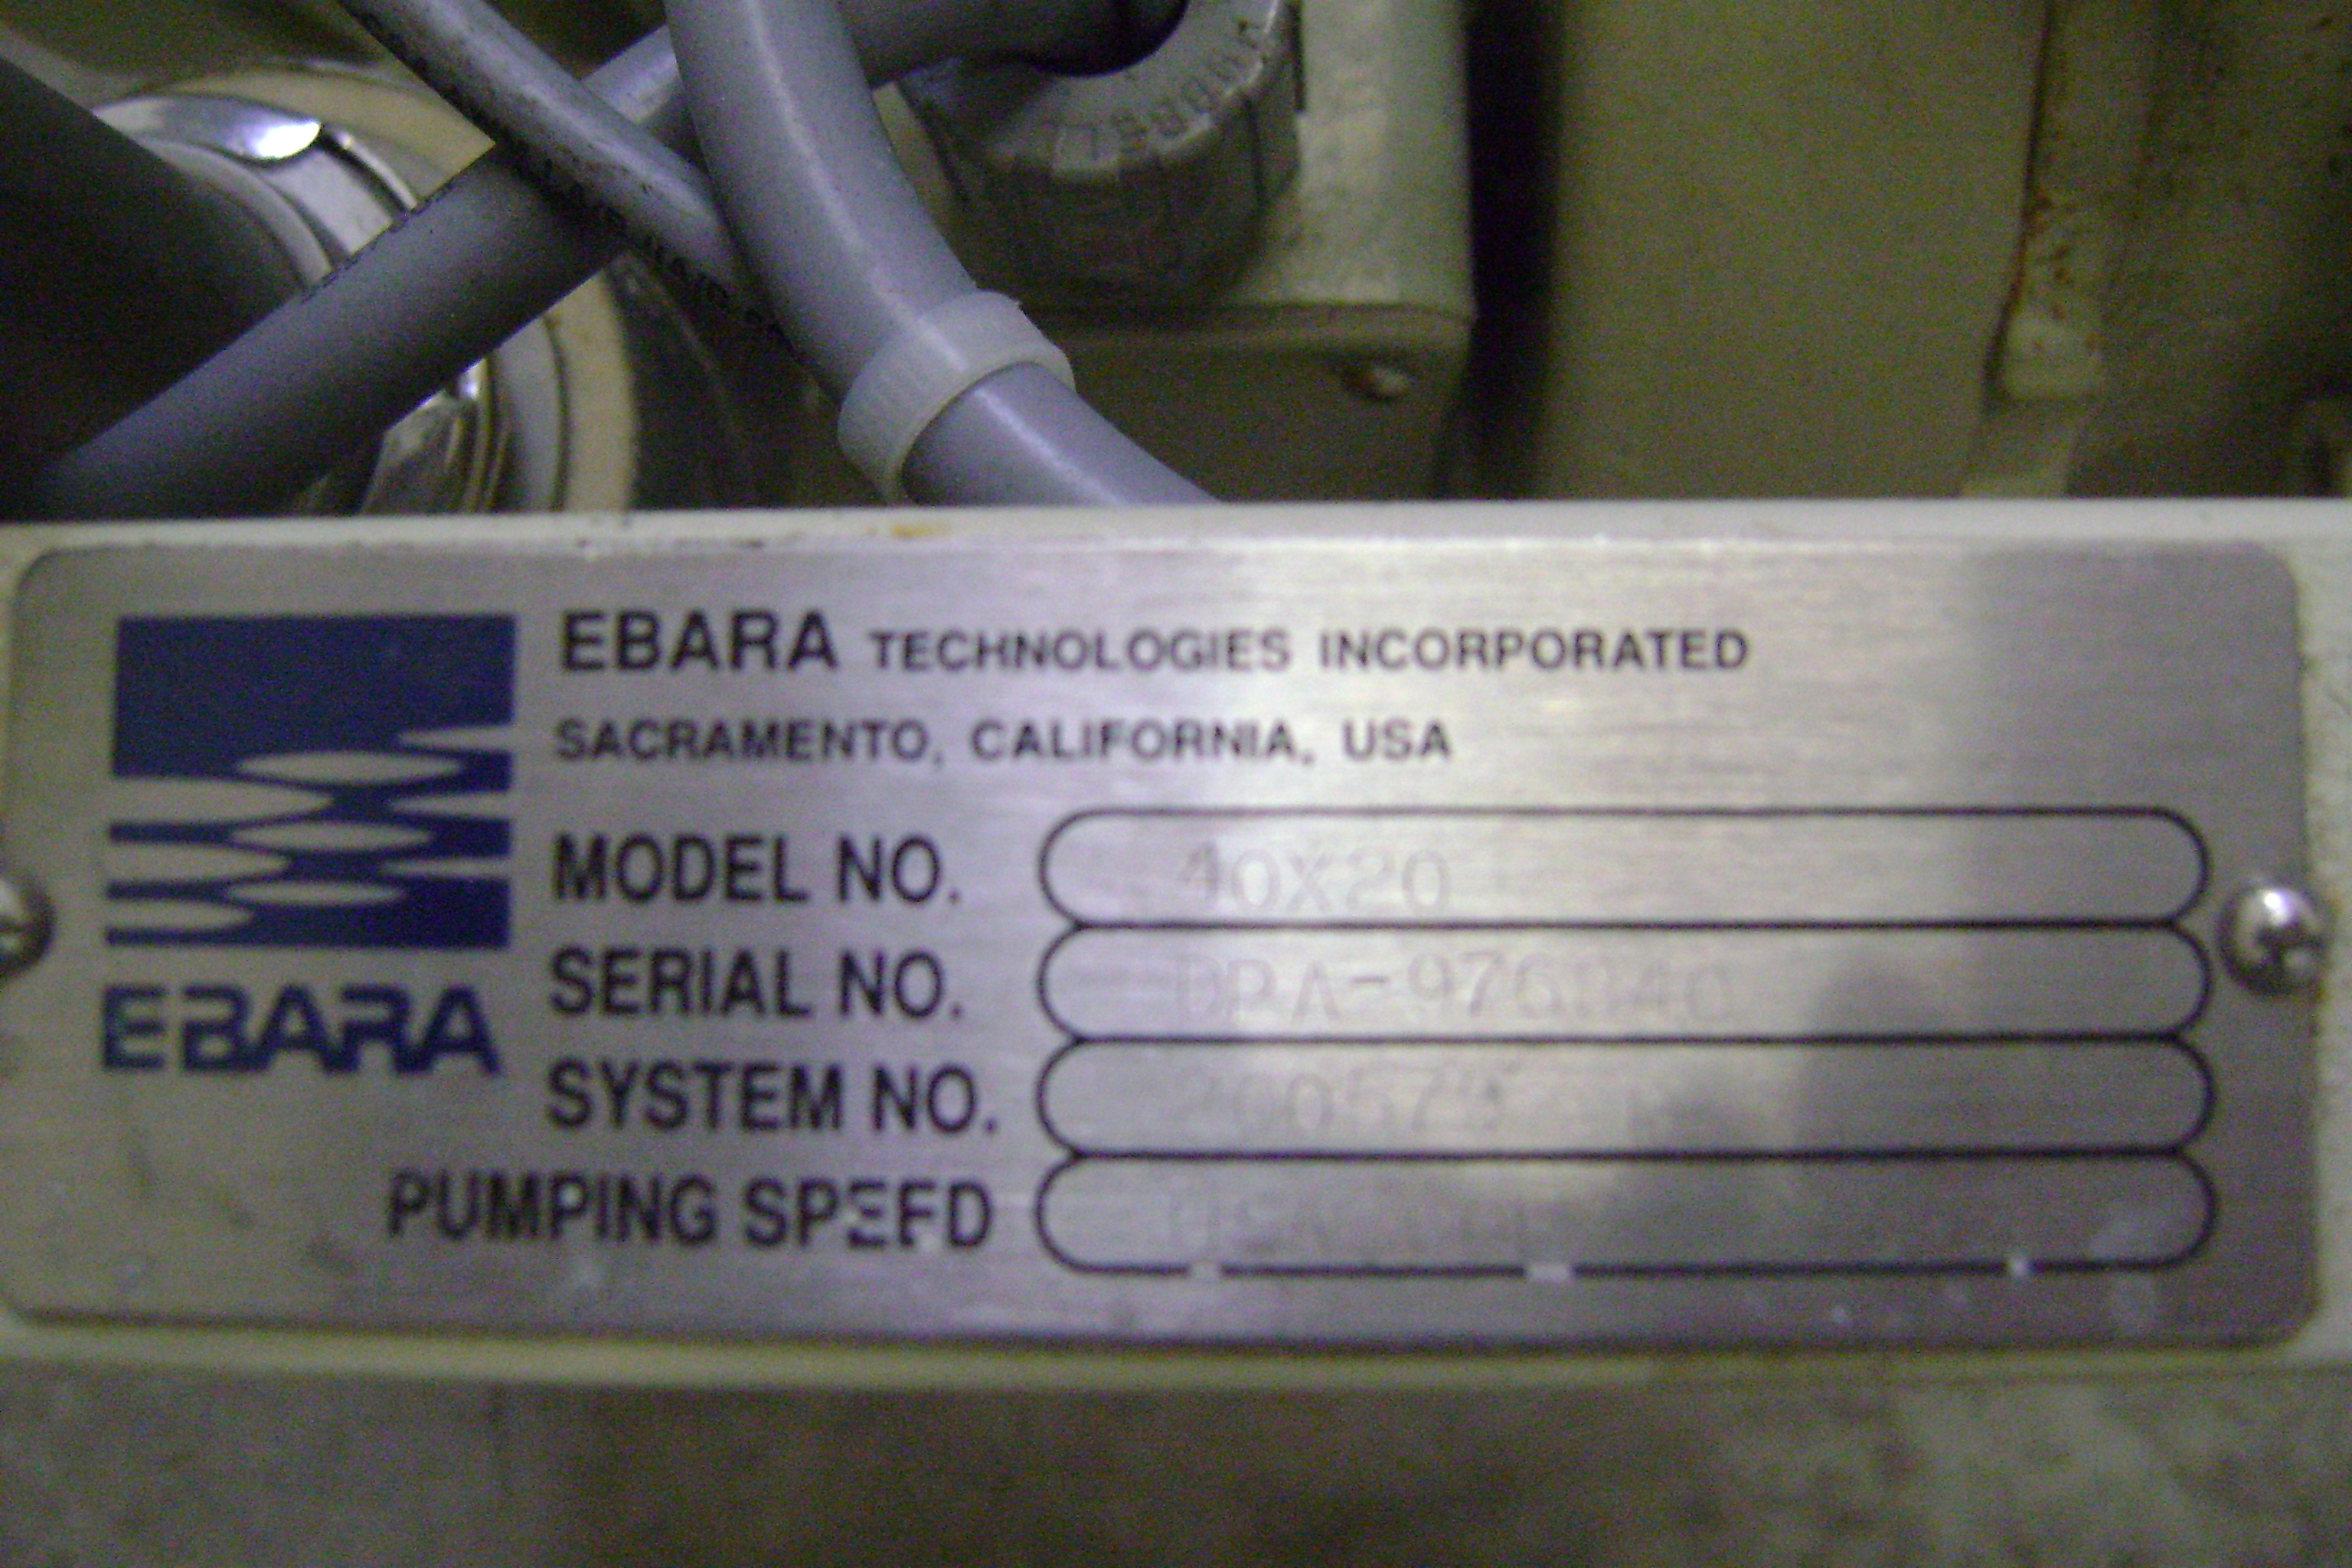 EBARA TECHNOLOGIES INCORPORATED
SACRAMENTO, CALIFORNIA, USA
MODEL NO. 40X20
SERIAL NO.
SYSTEM NO.
PUMPING SPEED
EBARA